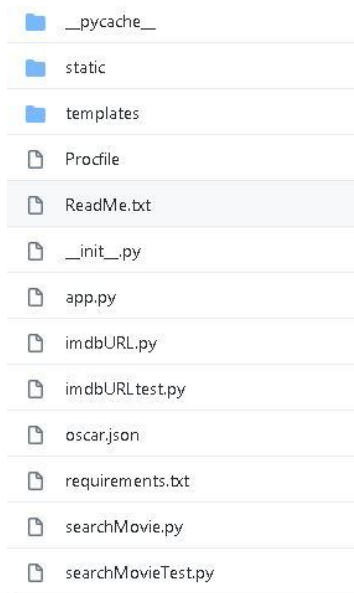 __pycache__
static
templates
Procfile
ReadMe.txt
__init__.py
app.py
imdbURL.py
imdbURLtest.py
oscar.json
requirements.txt
searchMovie.py
searchMovieTest.py